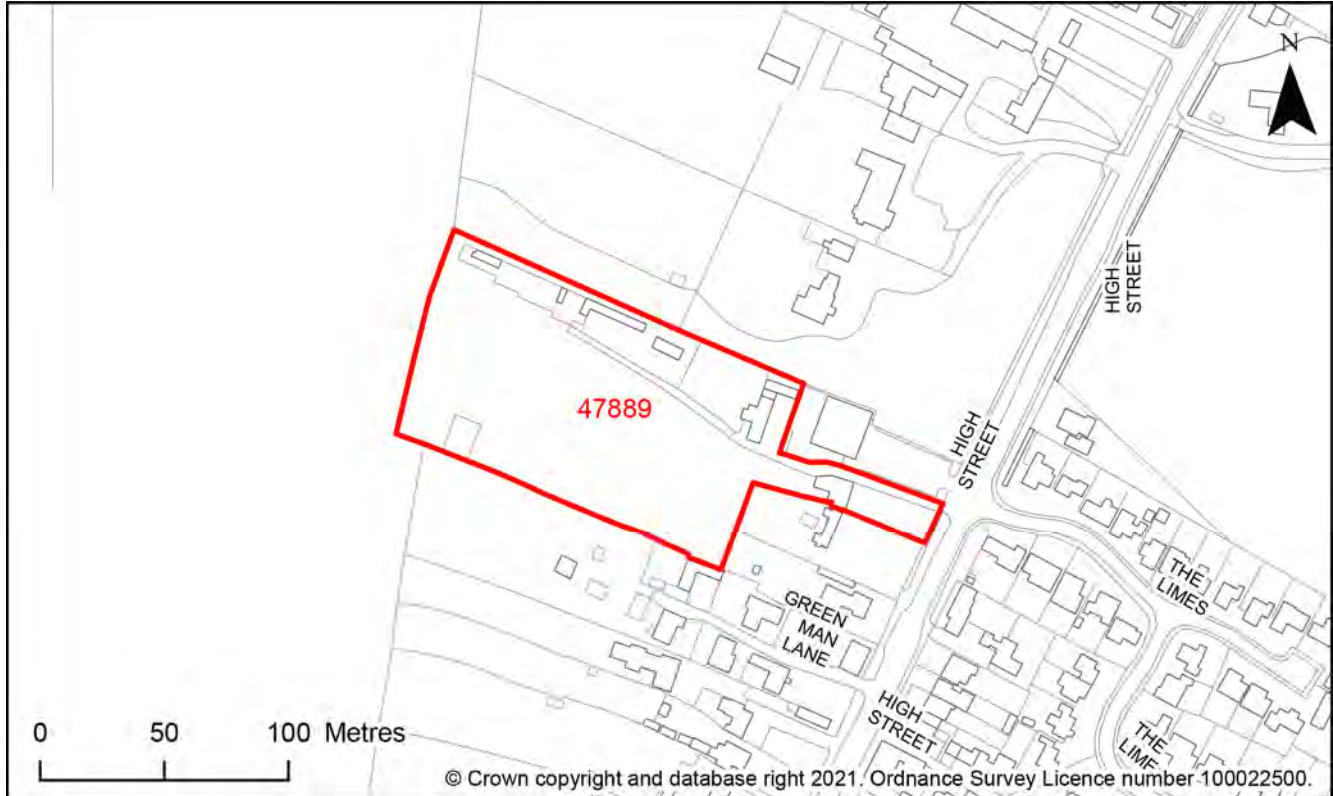 N
HIGH
STREET
47889
HIGH
STREET
THE
LIMES
GREEN
MAN
LANE
HIGH
STREET
THE
LIME
0 50 100 Metres
© Crown copyright and database right 2021. Ordnance Survey Licence number 100022500.